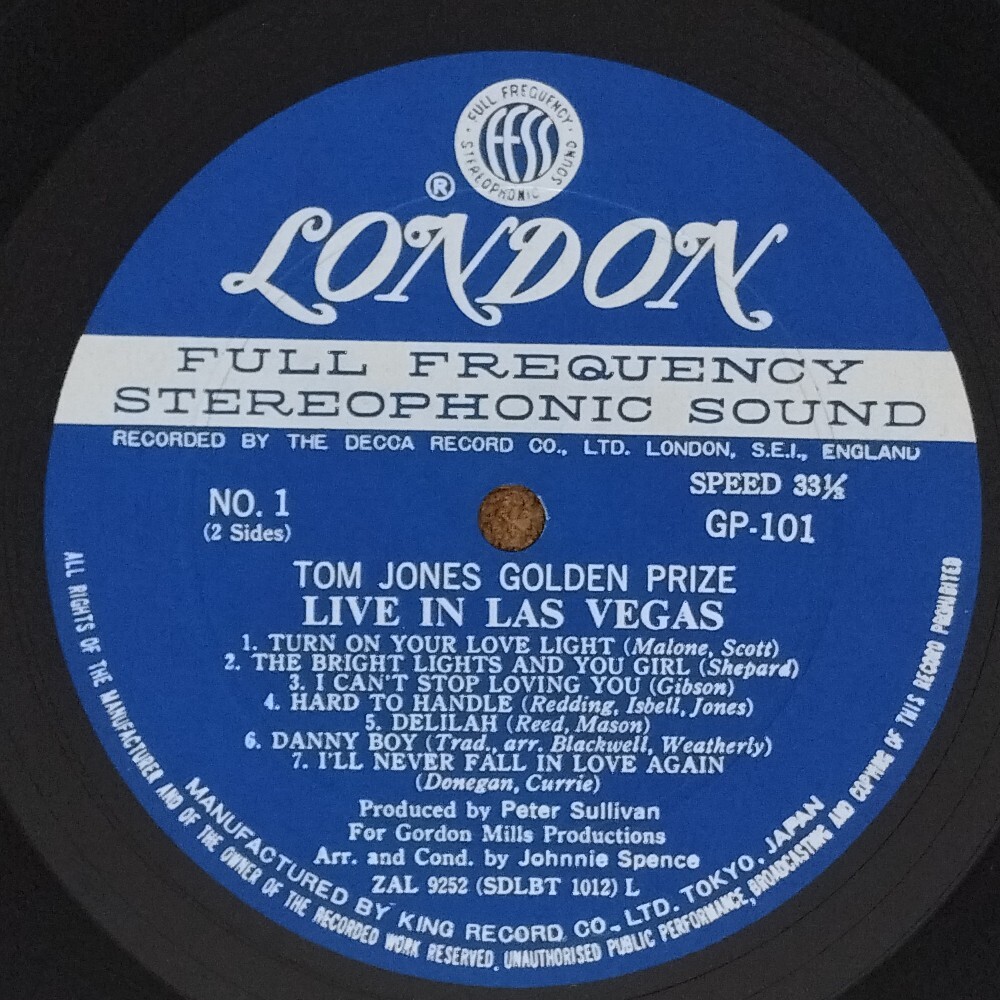 FULL FREQUENCY
STEREOPHONIC SOUND
ffss
®
LONDON
FULL FREQUENCY
STEREOPHONIC SOUND
RECORDED BY THE DECCA RECORD CO., LTD. LONDON, S.E.I., ENGLAND
NO. 1
(2 Sides)
SPEED 33⅓
GP-101
TOM JONES GOLDEN PRIZE
LIVE IN LAS VEGAS
1. TURN ON YOUR LOVE LIGHT (Malone, Scott)
2. THE BRIGHT LIGHTS AND YOU GIRL (Shepard)
3. I CAN'T STOP LOVING YOU (Gibson)
4. HARD TO HANDLE (Redding, Isbell, Jones)
5. DELILAH (Reed, Mason)
6. DANNY BOY (Trad., arr. Blackwell, Weatherly)
7. I'LL NEVER FALL IN LOVE AGAIN
(Donegan, Currie)
Produced by Peter Sullivan
For Gordon Mills Productions
Arr. and Cond. by Johnnie Spence
ZAL 9252 (SDLBT 1012) L
MANUFACTURED BY KING RECORD CO., LTD. TOKYO, JAPAN
ALL RIGHTS OF THE MANUFACTURER AND OF THE OWNER OF THE RECORDED WORK RESERVED. UNAUTHORISED PUBLIC PERFORMANCE, BROADCASTING AND COPYING OF THIS RECORD PROHIBITED